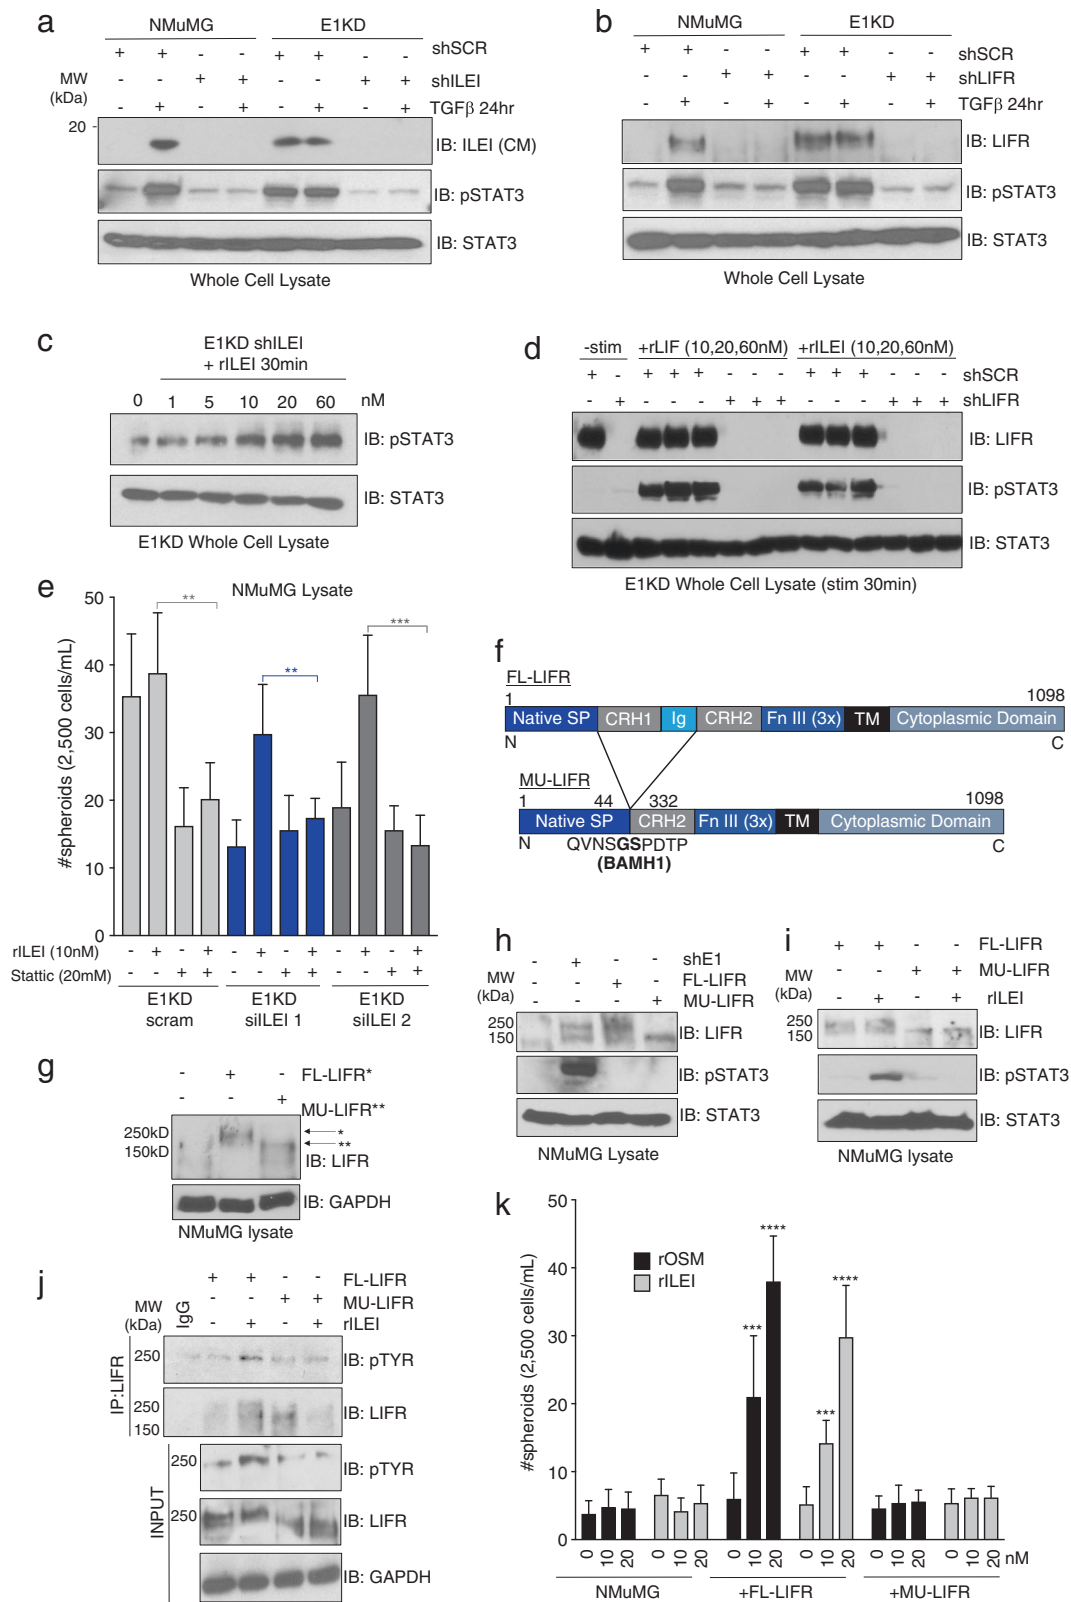 a
NMuMG E1KD
+ + - - + + - - shSCR
MW (kDa)
- - + + - - + + shILEI
- + - + - + - + TGFβ 24hr
20
IB: ILEI (CM)
IB: pSTAT3
IB: STAT3
Whole Cell Lysate
b
NMuMG E1KD
+ + - - + + - - shSCR
- - + + - - + + shLIFR
- + - + - + - + TGFβ 24hr
IB: LIFR
IB: pSTAT3
IB: STAT3
Whole Cell Lysate
c
E1KD shILEI
+ rILEI 30min
0 1 5 10 20 60 nM
IB: pSTAT3
IB: STAT3
E1KD Whole Cell Lysate
d
-stim +rLIF (10,20,60nM) +rILEI (10,20,60nM)
+ - + + + - - - + + + - - - shSCR
- + - - - + + + - - - + + + shLIFR
IB: LIFR
IB: pSTAT3
IB: STAT3
E1KD Whole Cell Lysate (stim 30min)
e
NMuMG Lysate
#spheroids (2,500 cells/mL)
50
40
30
20
10
0
** ** ***
rILEI (10nM) - + - + - + - + - + - +
Stattic (20mM) - - + + - - + + - - + +
E1KD scram
E1KD siILEI 1
E1KD siILEI 2
f
FL-LIFR
1 1098
Native SP CRH1 Ig CRH2 Fn III (3x) TM Cytoplasmic Domain
N C
MU-LIFR
1 44 332 1098
Native SP CRH2 Fn III (3x) TM Cytoplasmic Domain
N C
QVNSGSPDTP
(BAMH1)
g
- + - FL-LIFR*
- - + MU-LIFR**
250kD
150kD
*
**
IB: LIFR
IB: GAPDH
NMuMG lysate
h
- + - - shE1
- - + - FL-LIFR
- - - + MU-LIFR
MW (kDa)
250
150
IB: LIFR
IB: pSTAT3
IB: STAT3
NMuMG Lysate
i
+ + - - FL-LIFR
- - + + MU-LIFR
- + - + rILEI
MW (kDa)
250
150
IB: LIFR
IB: pSTAT3
IB: STAT3
NMuMG lysate
j
+ + - - FL-LIFR
- - + + MU-LIFR
- + - + rILEI
MW (kDa)
IgG
IP:LIFR
250
IB: pTYR
250
150
IB: LIFR
INPUT
250
IB: pTYR
250
IB: LIFR
IB: GAPDH
k
#spheroids (2,500 cells/mL)
50
40
30
20
10
0
rOSM
rILEI
*** **** *** ****
0 10 20 0 10 20 0 10 20 0 10 20 0 10 20 0 10 20 nM
NMuMG +FL-LIFR +MU-LIFR